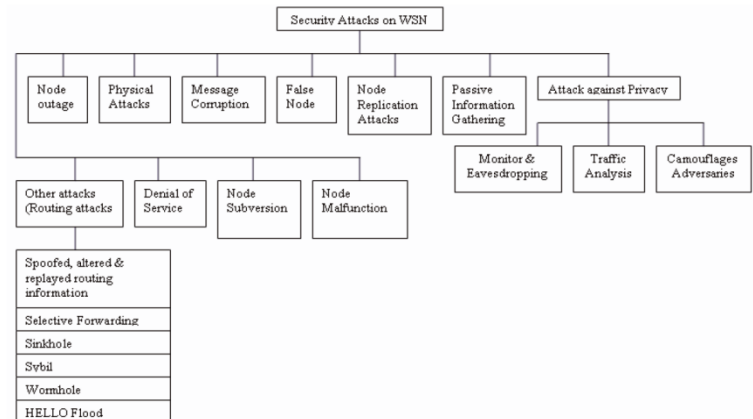 Security Attacks on WSN
Node
outage
Physical
Attacks
Message
Corruption
False
Node
Node
Replication
Attacks
Passive
Information
Gathering
Attack against Privacy
Monitor &
Eavesdropping
Traffic
Analysis
Camouflages
Adversaries
Other attacks
(Routing attacks
Denial of
Service
Node
Subversion
Node
Malfunction
Spoofed, altered &
replayed routing
information
Selective Forwarding
Sinkhole
Sybil
Wormhole
HELLO Flood